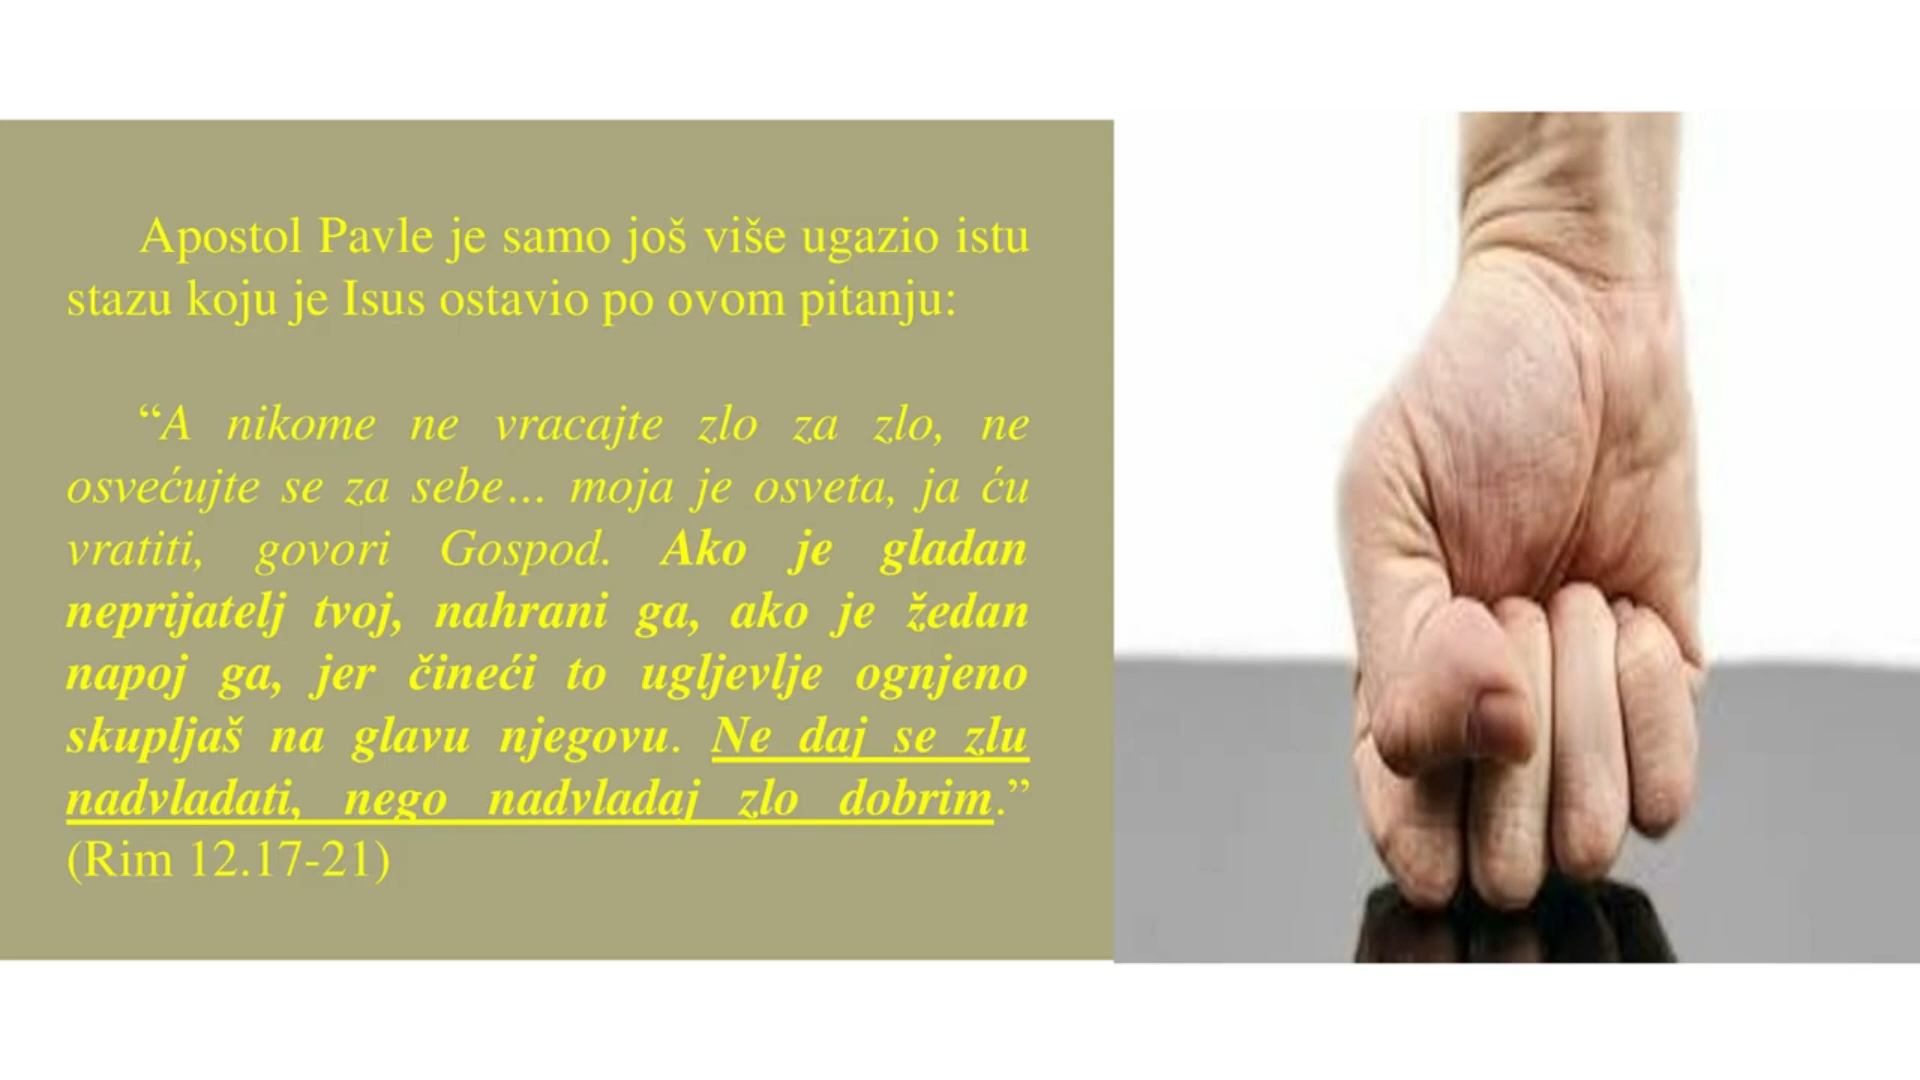 Apostol Pavle je samo još više ugazio istu
stazu koju je Isus ostavio po ovom pitanju:
“A nikome ne vracajte zlo za zlo, ne
osvećujte se za sebe… moja je osveta, ja ću
vratiti, govori Gospod. Ako je gladan
neprijatelj tvoj, nahrani ga, ako je žedan
napoj ga, jer čineći to ugljevlje ognjeno
skupljaš na glavu njegovu. Ne daj se zlu
nadvladati, nego nadvladaj zlo dobrim.”
(Rim 12.17-21)